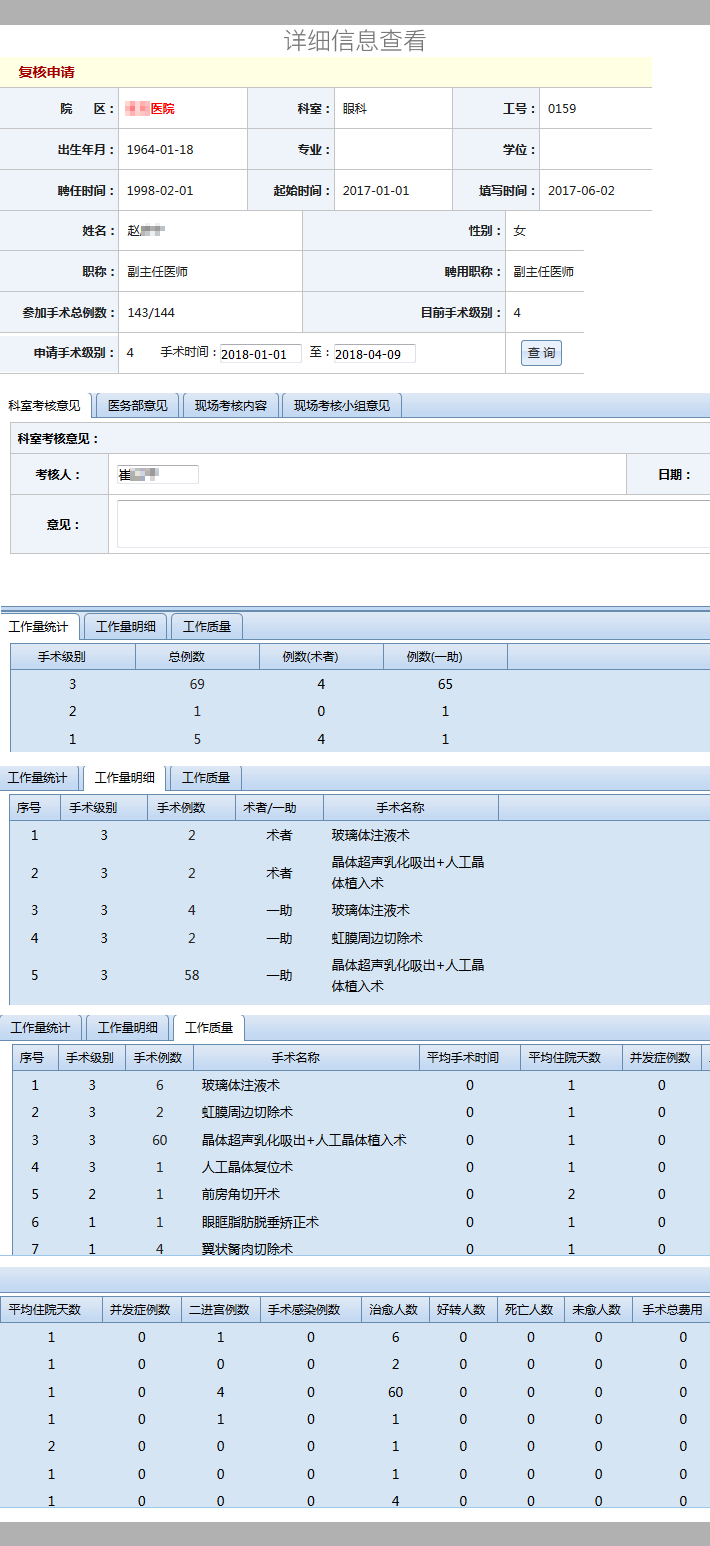 详细信息查看
复核申请
院 区： 医院 科室： 眼科 工号： 0159
出生年月： 1964-01-18 专业： 学位：
聘任时间： 1998-02-01 起始时间： 2017-01-01 填写时间： 2017-06-02
姓名： 赵 性别： 女
职称： 副主任医师 聘用职称： 副主任医师
参加手术总例数： 143/144 目前手术级别： 4
申请手术级别： 4 手术时间： 2018-01-01 至： 2018-04-09 查 询
科室考核意见 医务部意见 现场考核内容 现场考核小组意见
科室考核意见：
考核人： 崔 日期：
意见：
工作量统计 工作量明细 工作质量
手术级别 总例数 例数(术者) 例数(一助)
3 69 4 65
2 1 0 1
1 5 4 1
工作量统计 工作量明细 工作质量
序号 手术级别 手术例数 术者/一助 手术名称
1 3 2 术者 玻璃体注液术
2 3 2 术者 晶体超声乳化吸出+人工晶
体植入术
3 3 4 一助 玻璃体注液术
4 3 2 一助 虹膜周边切除术
5 3 58 一助 晶体超声乳化吸出+人工晶
体植入术
工作量统计 工作量明细 工作质量
序号 手术级别 手术例数 手术名称 平均手术时间 平均住院天数 并发症例数
1 3 6 玻璃体注液术 0 1 0
2 3 2 虹膜周边切除术 0 1 0
3 3 60 晶体超声乳化吸出+人工晶体植入术 0 1 0
4 3 1 人工晶体复位术 0 1 0
5 2 1 前房角切开术 0 2 0
6 1 1 眼眶脂肪脱垂矫正术 0 1 0
7 1 4 翼状胬肉切除术 0 1 0
平均住院天数 并发症例数 二进宫例数 手术感染例数 治愈人数 好转人数 死亡人数 未愈人数 手术总费用
1 0 1 0 6 0 0 0 0
1 0 0 0 2 0 0 0 0
1 0 4 0 60 0 0 0 0
1 0 1 0 1 0 0 0 0
2 0 0 0 1 0 0 0 0
1 0 0 0 1 0 0 0 0
1 0 0 0 4 0 0 0 0